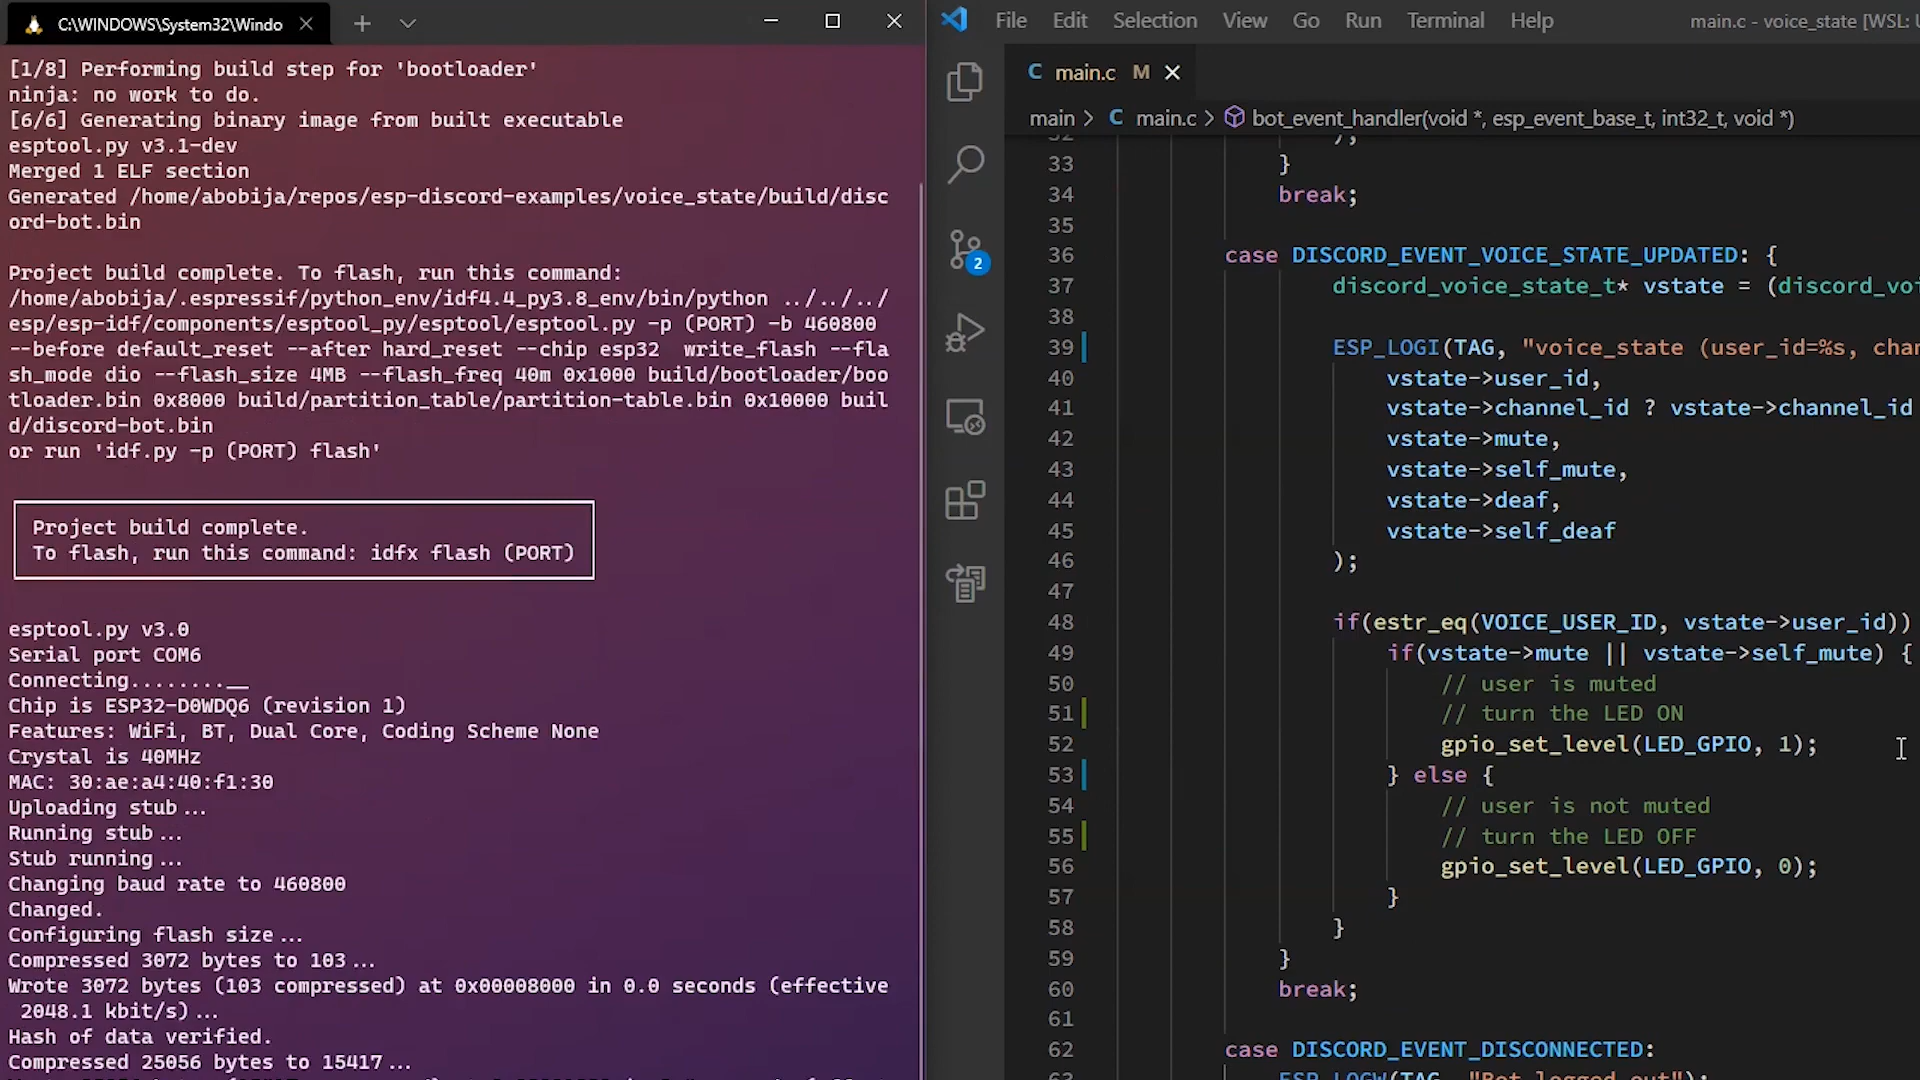 C:\WINDOWS\System32\Windo
[1/8] Performing build step for 'bootloader'
ninja: no work to do.
[6/6] Generating binary image from built executable
esptool.py v3.1-dev
Merged 1 ELF section
Generated /home/abobija/repos/esp-discord-examples/voice_state/build/disc
ord-bot.bin
Project build complete. To flash, run this command:
/home/abobija/.espressif/python_env/idf4.4_py3.8_env/bin/python ../../../
esp/esp-idf/components/esptool_py/esptool/esptool.py -p (PORT) -b 460800
--before default_reset --after hard_reset --chip esp32  write_flash --fla
sh_mode dio --flash_size 4MB --flash_freq 40m 0x1000 build/bootloader/boo
tloader.bin 0x8000 build/partition_table/partition-table.bin 0x10000 buil
d/discord-bot.bin
or run 'idf.py -p (PORT) flash'
Project build complete.
To flash, run this command: idfx flash (PORT)
esptool.py v3.0
Serial port COM6
Connecting........__
Chip is ESP32-D0WDQ6 (revision 1)
Features: WiFi, BT, Dual Core, Coding Scheme None
Crystal is 40MHz
MAC: 30:ae:a4:40:f1:30
Uploading stub...
Running stub...
Stub running...
Changing baud rate to 460800
Changed.
Configuring flash size...
Compressed 3072 bytes to 103...
Wrote 3072 bytes (103 compressed) at 0x00008000 in 0.0 seconds (effective
2048.1 kbit/s)...
Hash of data verified.
Compressed 25056 bytes to 15417...
File Edit Selection View Go Run Terminal Help main.c - voice_state [WSL:
C main.c M
main > C main.c > bot_event_handler(void *, esp_event_base_t, int32_t, void *)
2
32 );
33 }
34 break;
35
36 case DISCORD_EVENT_VOICE_STATE_UPDATED: {
37 discord_voice_state_t* vstate = (discord_voi
38
39 ESP_LOGI(TAG, "voice_state (user_id=%s, chan
40 vstate->user_id,
41 vstate->channel_id ? vstate->channel_id
42 vstate->mute,
43 vstate->self_mute,
44 vstate->deaf,
45 vstate->self_deaf
46 );
47
48 if(estr_eq(VOICE_USER_ID, vstate->user_id))
49 if(vstate->mute || vstate->self_mute) {
50 // user is muted
51 // turn the LED ON
52 gpio_set_level(LED_GPIO, 1);
53 } else {
54 // user is not muted
55 // turn the LED OFF
56 gpio_set_level(LED_GPIO, 0);
57 }
58 }
59 }
60 break;
61
62 case DISCORD_EVENT_DISCONNECTED:
63 ESP_LOGW(TAG, "Bot logged out");